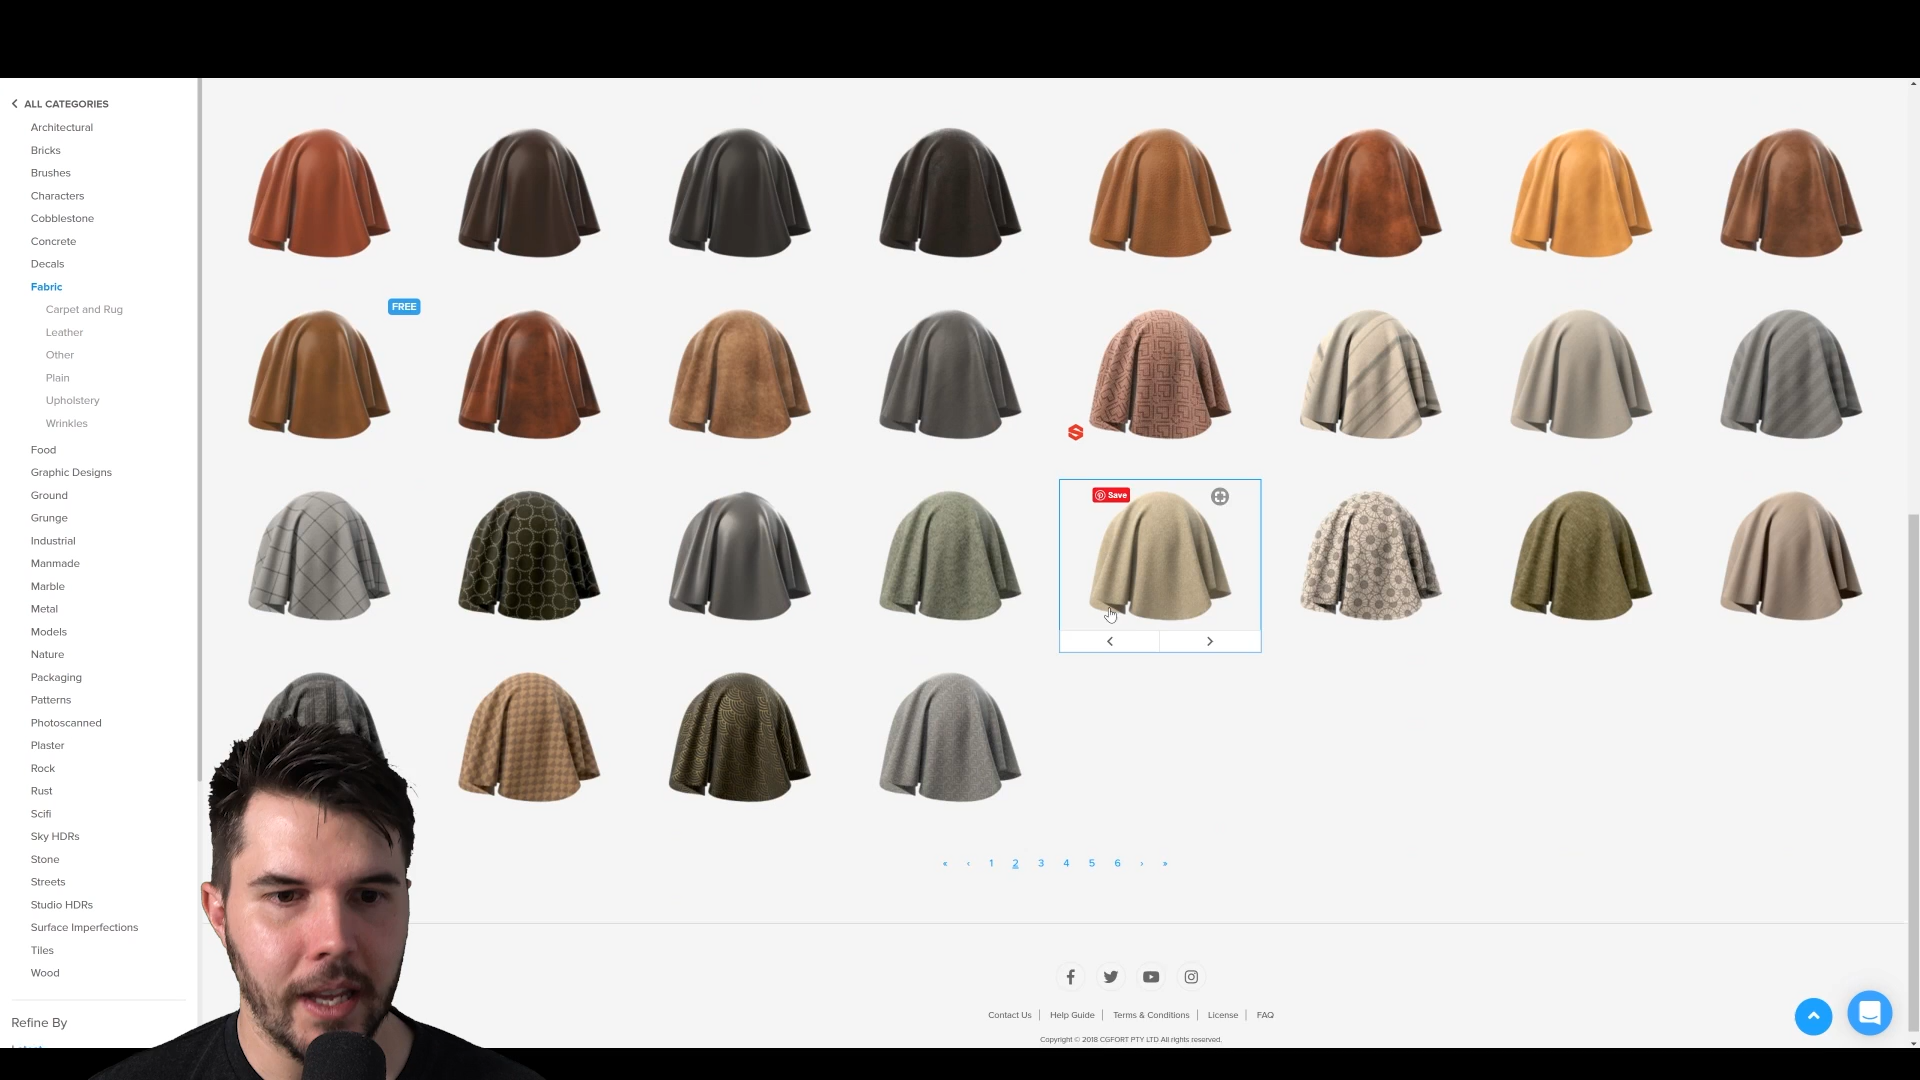 ALL CATEGORIES
Architectural
Bricks
Brushes
Characters
Cobblestone
Concrete
Decals
Fabric
Carpet and Rug
Leather
Other
Plain
Upholstery
Wrinkles
Food
Graphic Designs
Ground
Grunge
Industrial
Manmade
Marble
Metal
Models
Nature
Packaging
Patterns
Photoscanned
Plaster
Rock
Rust
Scifi
Sky HDRs
Stone
Streets
Studio HDRs
Surface Imperfections
Tiles
Wood
Refine By
FREE
Save
« ‹ 1 2 3 4 5 6 › »
Contact Us | Help Guide | Terms & Conditions | License | FAQ
Copyright © 2018 CGFORT PTY LTD All rights reserved.